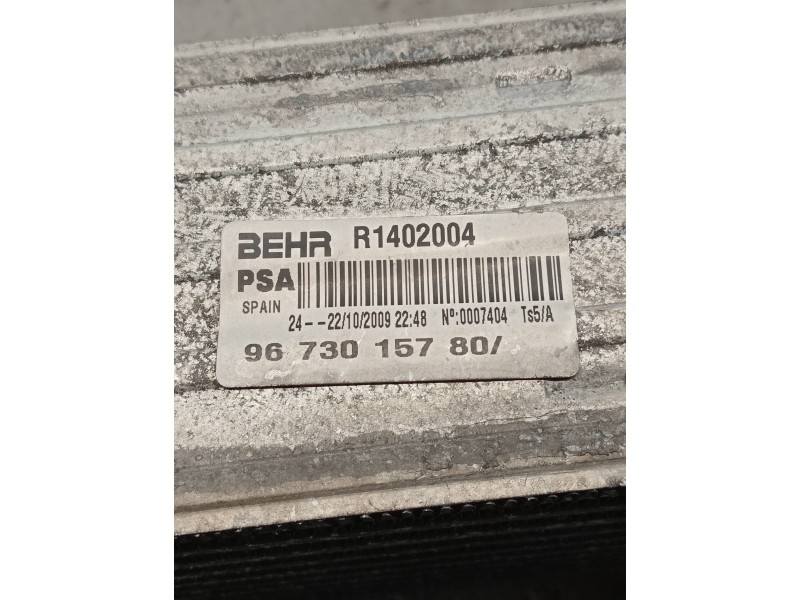 BEHR R1402004
PSA
SPAIN 24---22/10/2009 22:48 Nº:0007404 Ts5/A
96 730 157 80/